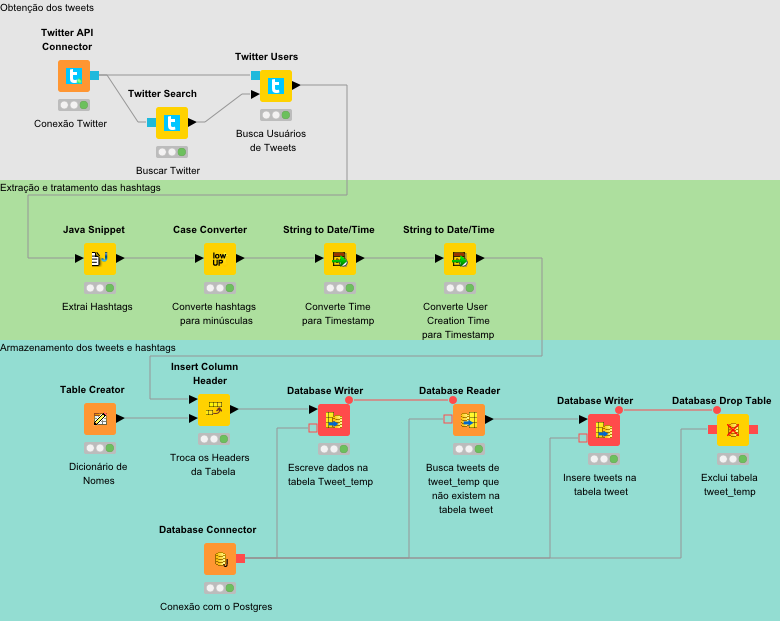 Obtenção dos tweets
Twitter API
Connector
Conexão Twitter
Twitter Search
Buscar Twitter
Twitter Users
Busca Usuários
de Tweets
Extração e tratamento das hashtags
Java Snippet
Extrai Hashtags
Case Converter
low
UP
Converte hashtags
para minúsculas
String to Date/Time
Converte Time
para Timestamp
String to Date/Time
Converte User
Creation Time
para Timestamp
Armazenamento dos tweets e hashtags
Table Creator
Dicionário de
Nomes
Insert Column
Header
Troca os Headers
da Tabela
Database Writer
Escreve dados na
tabela Tweet_temp
Database Reader
Busca tweets de
tweet_temp que
não existem na
tabela tweet
Database Writer
Insere tweets na
tabela tweet
Database Drop Table
Exclui tabela
tweet_temp
Database Connector
Conexão com o Postgres